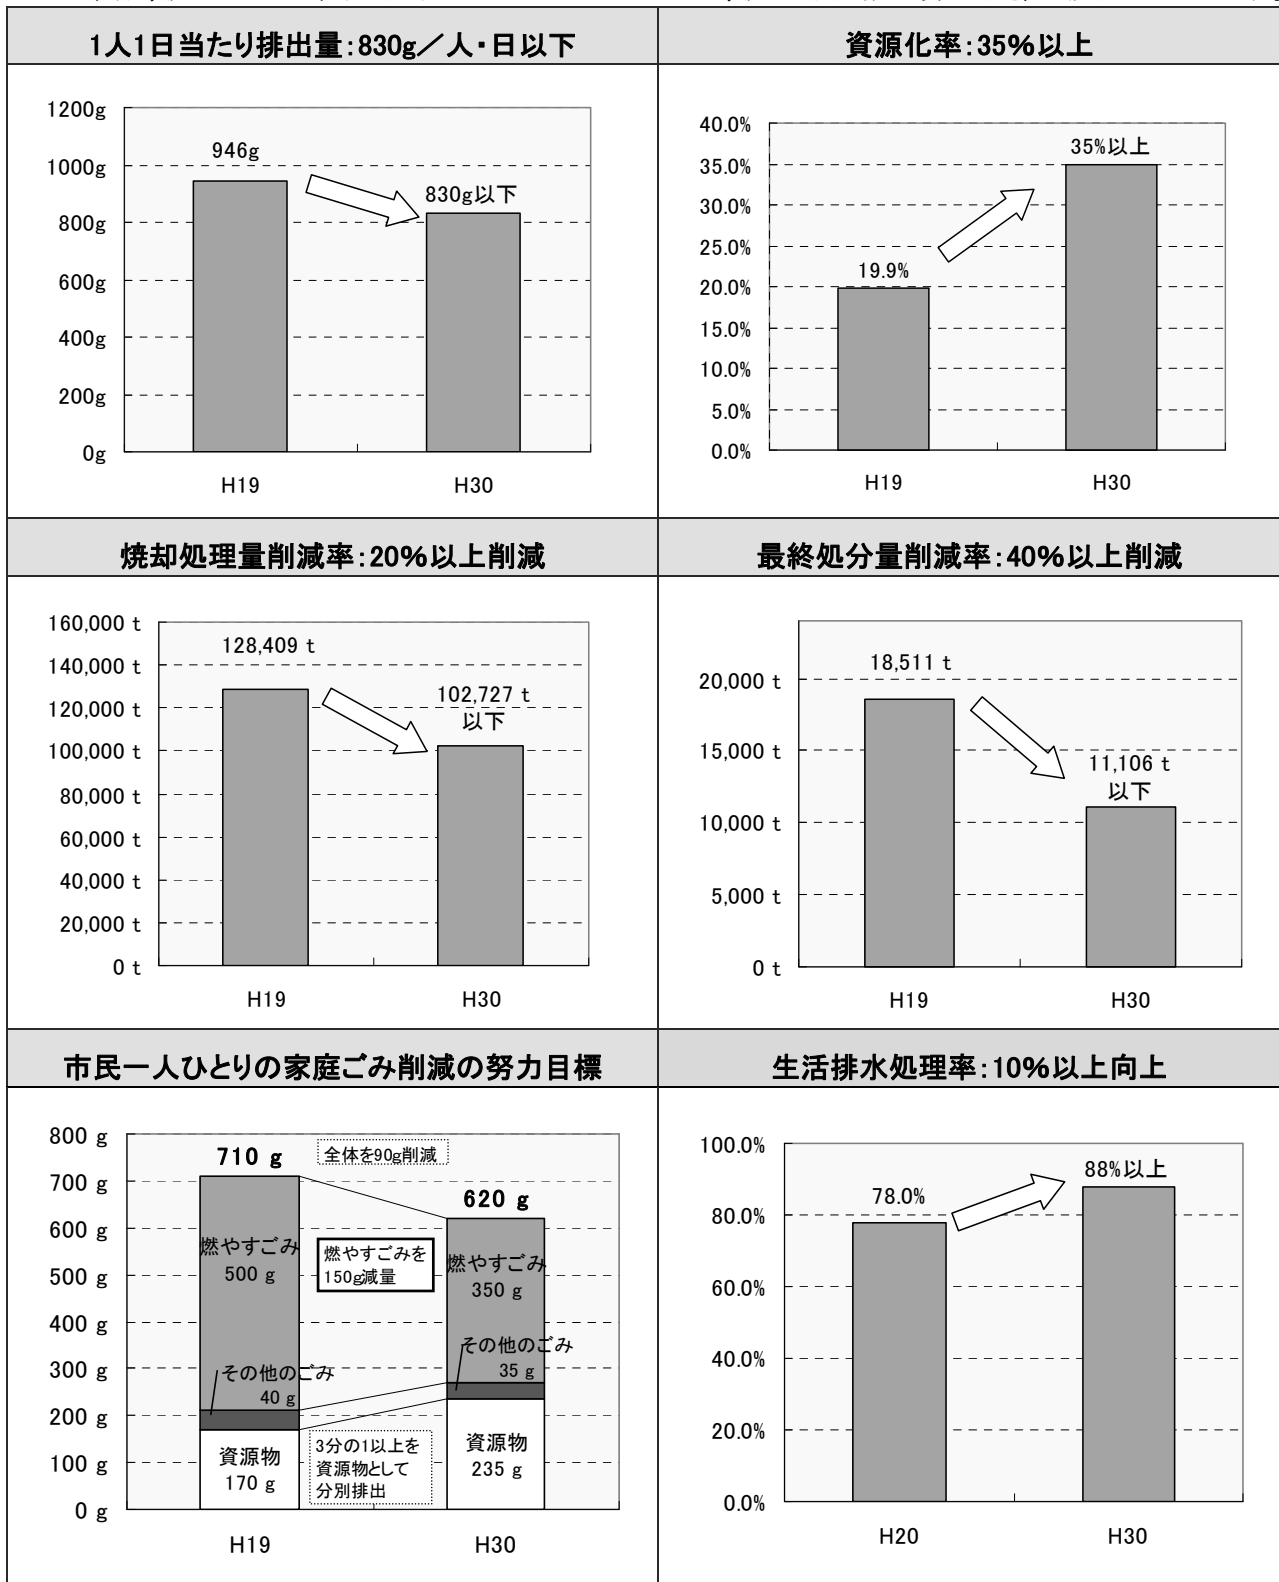 1人1日当たり排出量：830g／人・日以下
1200g
1000g
800g
600g
400g
200g
0g
946g
830g以下
H19
H30
資源化率：35％以上
40.0%
35.0%
30.0%
25.0%
20.0%
15.0%
10.0%
5.0%
0.0%
19.9%
35%以上
H19
H30
焼却処理量削減率：20％以上削減
160,000 t
140,000 t
120,000 t
100,000 t
80,000 t
60,000 t
40,000 t
20,000 t
0 t
128,409 t
102,727 t
以下
H19
H30
最終処分量削減率：40％以上削減
20,000 t
15,000 t
10,000 t
5,000 t
0 t
18,511 t
11,106 t
以下
H19
H30
市民一人ひとりの家庭ごみ削減の努力目標
800 g
700 g
600 g
500 g
400 g
300 g
200 g
100 g
0 g
710 g
全体を90g削減
620 g
燃やすごみ
500 g
燃やすごみを
150g減量
燃やすごみ
350 g
その他のごみ
40 g
その他のごみ
35 g
資源物
170 g
3分の1以上を
資源物として
分別排出
資源物
235 g
H19
H30
生活排水処理率：10％以上向上
100.0%
80.0%
60.0%
40.0%
20.0%
0.0%
78.0%
88%以上
H20
H30